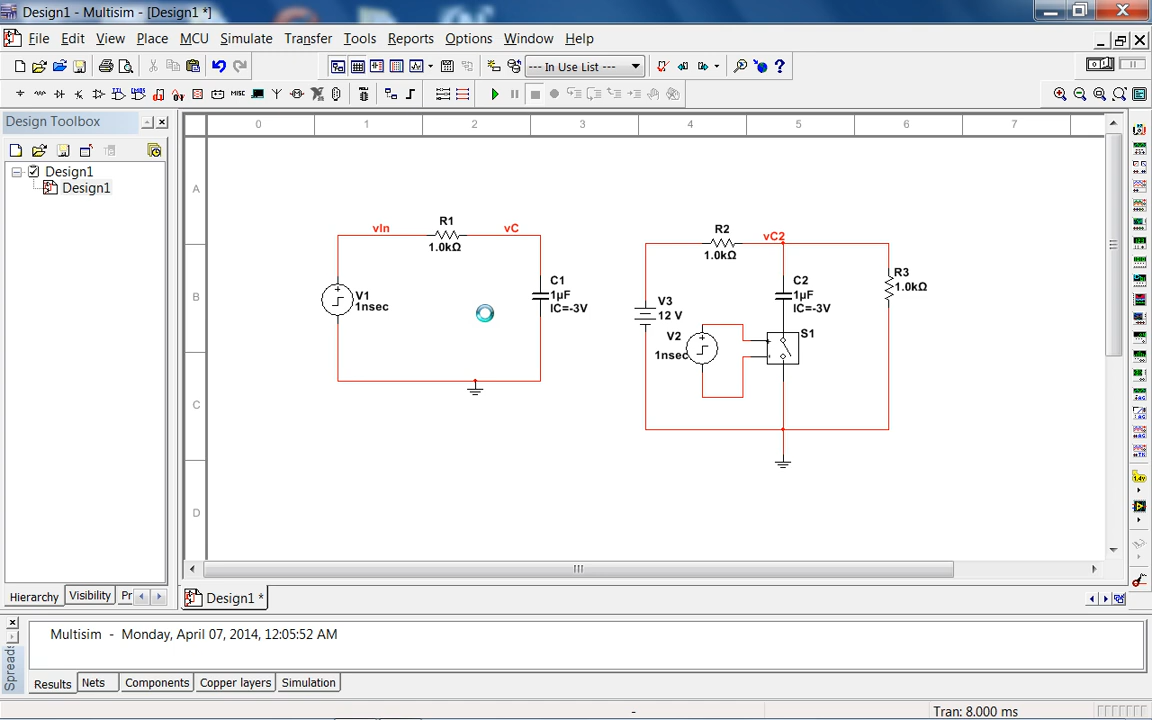 Design1 - Multisim - [Design1 *]
File Edit View Place MCU Simulate Transfer Tools Reports Options Window Help
--- In Use List ---
MISC
Design Toolbox
0 1 2 3 4 5 6 7
Design1
Design1
A
B
C
D
A
B
C
D
vIn
R1
1.0kΩ
vC
V1
1nsec
C1
1µF
IC=-3V
R2
1.0kΩ
vC2
V3
12 V
V2
1nsec
C2
1µF
IC=-3V
S1
R3
1.0kΩ
Hierarchy Visibility Pr
Design1 *
Multisim - Monday, April 07, 2014, 12:05:52 AM
Spreads
Results Nets Components Copper layers Simulation
- Tran: 8.000 ms